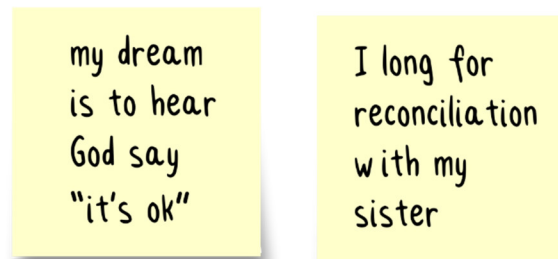 my dream
is to hear
God say
"it's ok"
I long for
reconciliation
with my
sister